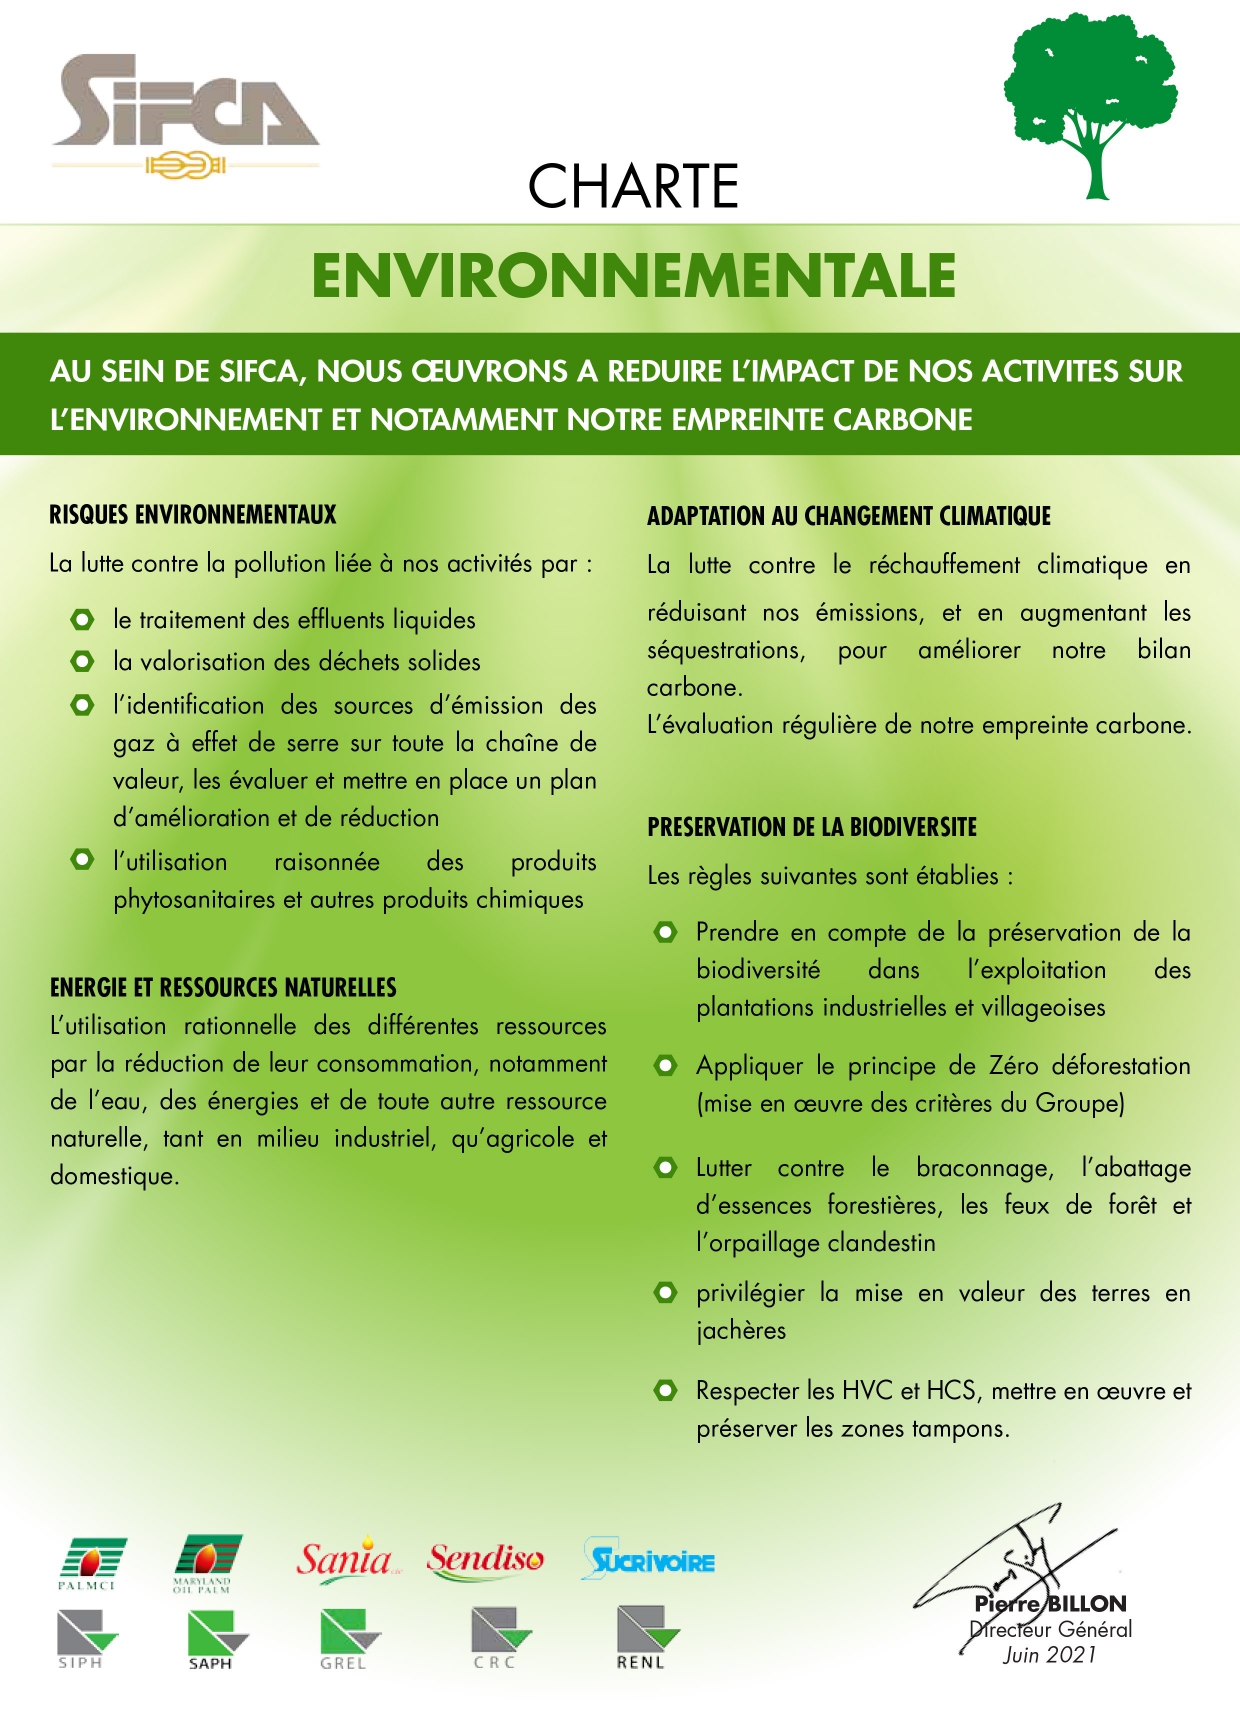 SIFCA
CHARTE
ENVIRONNEMENTALE
AU SEIN DE SIFCA, NOUS ŒUVRONS A REDUIRE L’IMPACT DE NOS ACTIVITES SUR
L’ENVIRONNEMENT ET NOTAMMENT NOTRE EMPREINTE CARBONE
RISQUES ENVIRONNEMENTAUX
La lutte contre la pollution liée à nos activités par :
le traitement des effluents liquides
la valorisation des déchets solides
l’identification des sources d’émission des
gaz à effet de serre sur toute la chaîne de
valeur, les évaluer et mettre en place un plan
d’amélioration et de réduction
l’utilisation raisonnée des produits
phytosanitaires et autres produits chimiques
ENERGIE ET RESSOURCES NATURELLES
L’utilisation rationnelle des différentes ressources
par la réduction de leur consommation, notamment
de l’eau, des énergies et de toute autre ressource
naturelle, tant en milieu industriel, qu’agricole et
domestique.
ADAPTATION AU CHANGEMENT CLIMATIQUE
La lutte contre le réchauffement climatique en
réduisant nos émissions, et en augmentant les
séquestrations, pour améliorer notre bilan
carbone.
L’évaluation régulière de notre empreinte carbone.
PRESERVATION DE LA BIODIVERSITE
Les règles suivantes sont établies :
Prendre en compte de la préservation de la
biodiversité dans l’exploitation des
plantations industrielles et villageoises
Appliquer le principe de Zéro déforestation
(mise en œuvre des critères du Groupe)
Lutter contre le braconnage, l’abattage
d’essences forestières, les feux de forêt et
l’orpaillage clandestin
privilégier la mise en valeur des terres en
jachères
Respecter les HVC et HCS, mettre en œuvre et
préserver les zones tampons.
PALMCI
MARYLAND
OIL PALM
Sania
Sendiso
SUCRIVOIRE
SIPH
SAPH
GREL
CRC
RENL
Pierre BILLON
Directeur Général
Juin 2021